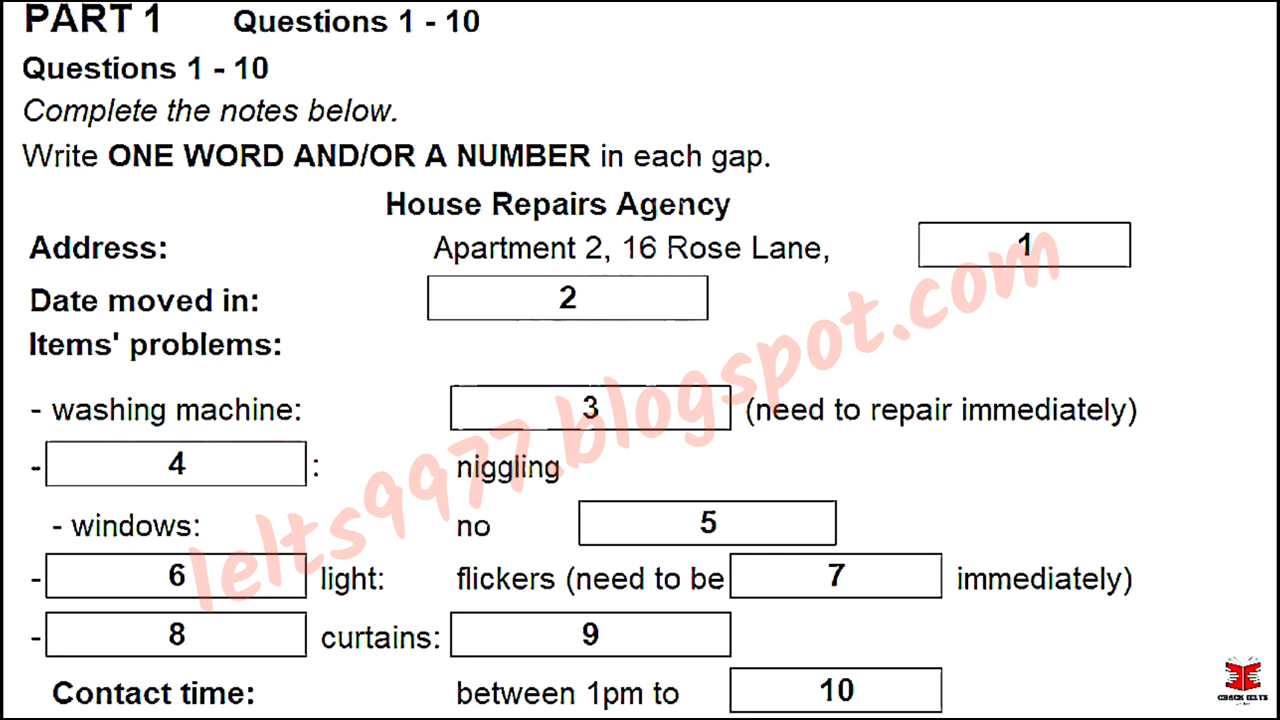 PART 1 Questions 1 - 10
Questions 1 - 10
Complete the notes below.
Write ONE WORD AND/OR A NUMBER in each gap.
House Repairs Agency
Address: Apartment 2, 16 Rose Lane, 1
Date moved in: 2
Items' problems:
- washing machine: 3 (need to repair immediately)
- 4 : niggling
- windows: no 5
- 6 light: flickers (need to be 7 immediately)
- 8 curtains: 9
Contact time: between 1pm to 10
Ielts9977.blogspot.com
CRACK IELTS